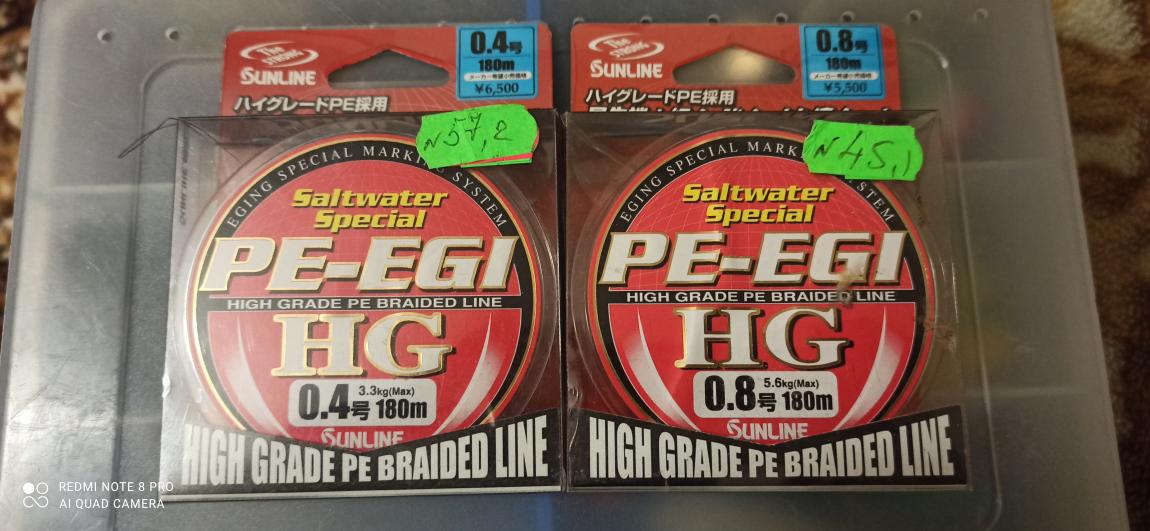 The STRONG
SUNLINE
0.4号
180m
メーカー希望小売価格
¥6,500
ハイグレードPE採用
N57,2
EGING SPECIAL MARKING SYSTEM
Saltwater
Special
PE-EGI
HIGH GRADE PE BRAIDED LINE
HG
3.3kg(Max)
0.4号 180m
SUNLINE
HIGH GRADE PE BRAIDED LINE
The STRONG
SUNLINE
0.8号
180m
メーカー希望小売価格
¥5,500
ハイグレードPE採用
N45,1
EGING SPECIAL MARKING SYSTEM
Saltwater
Special
PE-EGI
HIGH GRADE PE BRAIDED LINE
HG
5.6kg(Max)
0.8号 180m
SUNLINE
HIGH GRADE PE BRAIDED LINE
REDMI NOTE 8 PRO
AI QUAD CAMERA